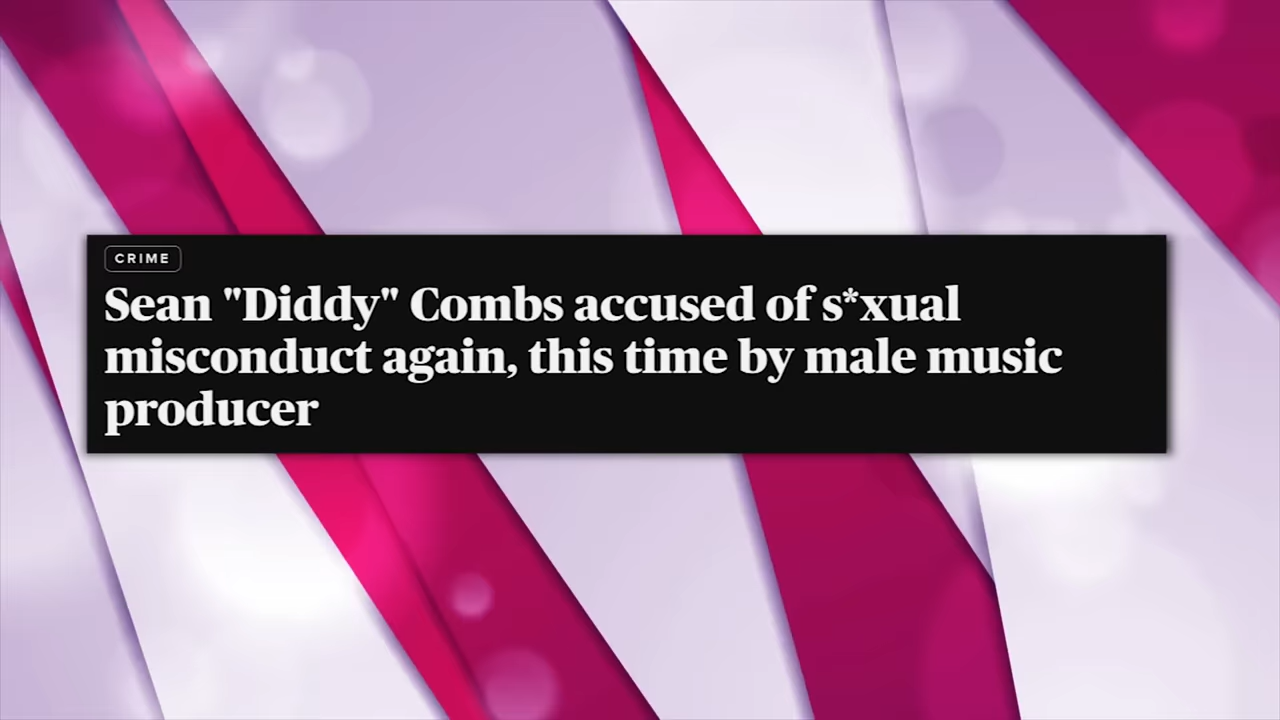 CRIME
Sean "Diddy" Combs accused of s*xual
misconduct again, this time by male music
producer